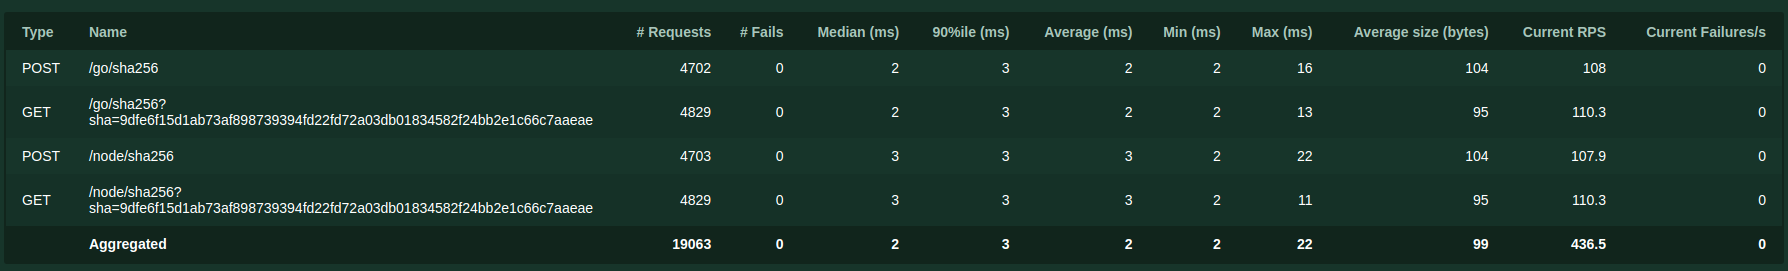 Type Name # Requests # Fails Median (ms) 90%ile (ms) Average (ms) Min (ms) Max (ms) Average size (bytes) Current RPS Current Failures/s
POST /go/sha256 4702 0 2 3 2 2 16 104 108 0
/go/sha256?
GET 4829 0 2 3 2 2 13 95 110.3 0
sha=9dfe6f15d1ab73af898739394fd22fd72a03db01834582f24bb2e1c66c7aaeae
POST /node/sha256 4703 0 3 3 3 2 22 104 107.9 0
/node/sha256?
GET 4829 0 3 3 3 2 11 95 110.3 0
sha=9dfe6f15d1ab73af898739394fd22fd72a03db01834582f24bb2e1c66c7aaeae
Aggregated 19063 0 2 3 2 2 22 99 436.5 0